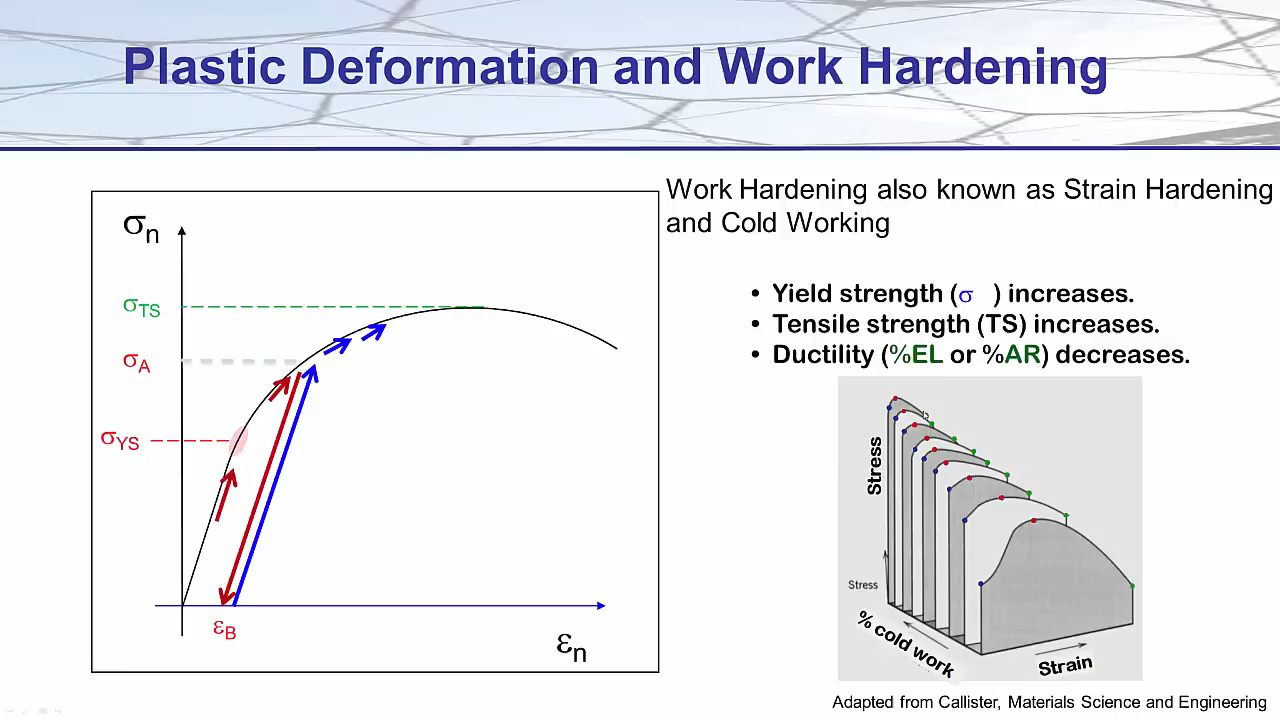 Plastic Deformation and Work Hardening
Work Hardening also known as Strain Hardening
and Cold Working
σn
σTS
σA
σYS
εB
εn
• Yield strength (σ ) increases.
• Tensile strength (TS) increases.
• Ductility (%EL or %AR) decreases.
Stress
Stress
% cold work
Strain
Adapted from Callister, Materials Science and Engineering